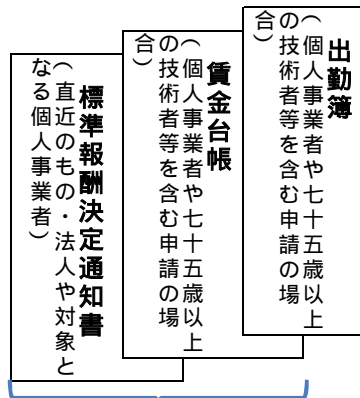 出勤簿
︵個人事業者や七十五歳以上
の技術者等を含む申請の場
合︶
賃金台帳
︵個人事業者や七十五歳以上
の技術者等を含む申請の場
合︶
標準報酬決定通知書
︵直近のもの・法人や対象と
なる個人事業者︶